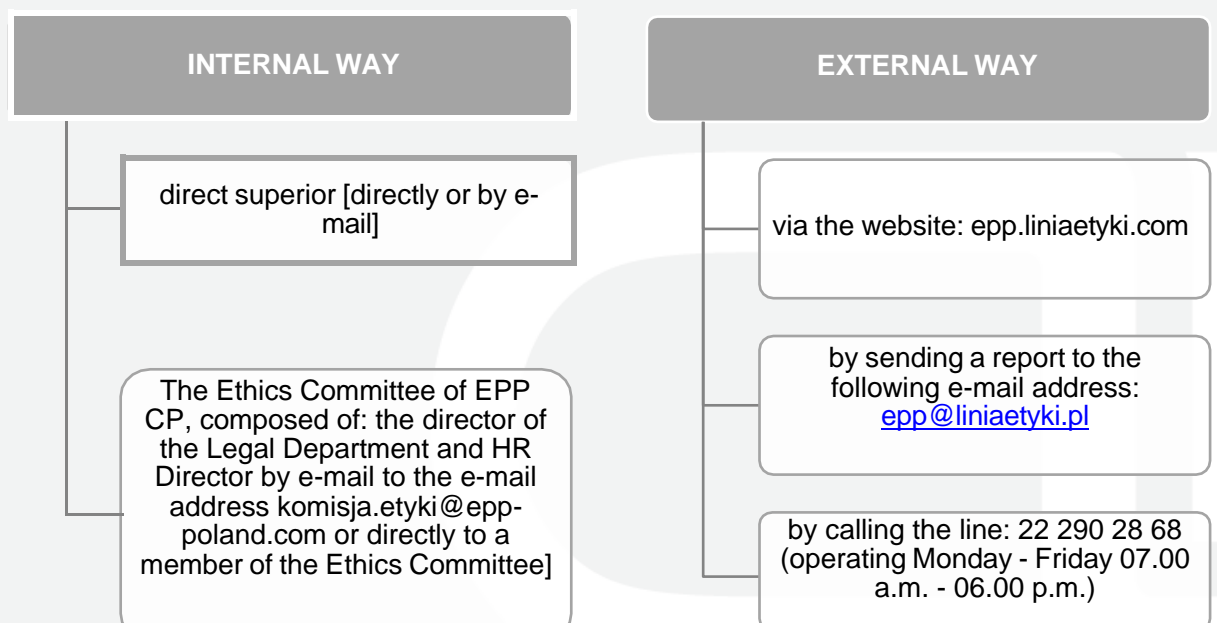 INTERNAL WAY
direct superior [directly or by e-
mail]
The Ethics Committee of EPP
CP, composed of: the director of
the Legal Department and HR
Director by e-mail to the e-mail
address komisja.etyki@epp-
poland.com or directly to a
member of the Ethics Committee]
EXTERNAL WAY
via the website: epp.liniaetyki.com
by sending a report to the
following e-mail address:
epp@liniaetyki.pl
by calling the line: 22 290 28 68
(operating Monday - Friday 07.00
a.m. - 06.00 p.m.)